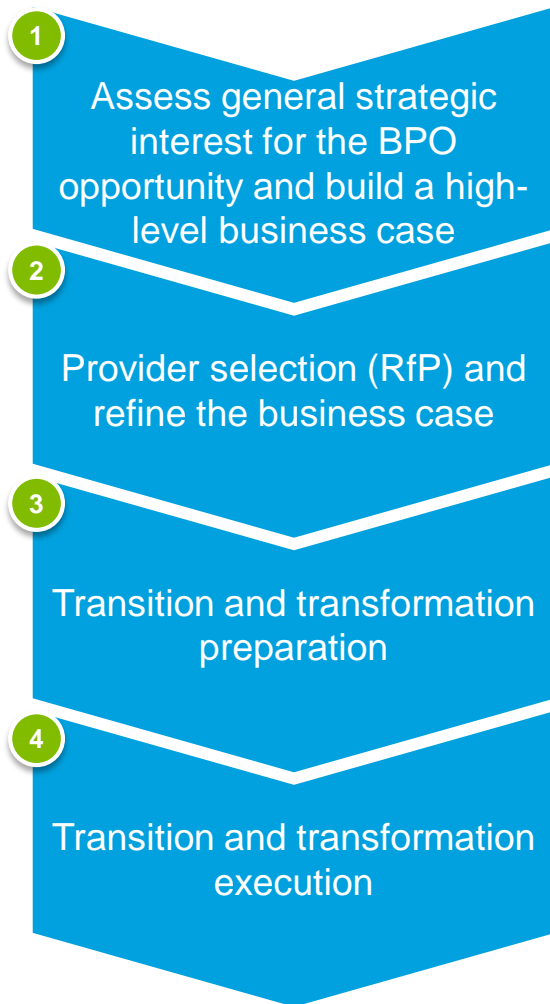 1
Assess general strategic
interest for the BPO
opportunity and build a high-
level business case
2
Provider selection (RfP) and
refine the business case
3
Transition and transformation
preparation
4
Transition and transformation
execution